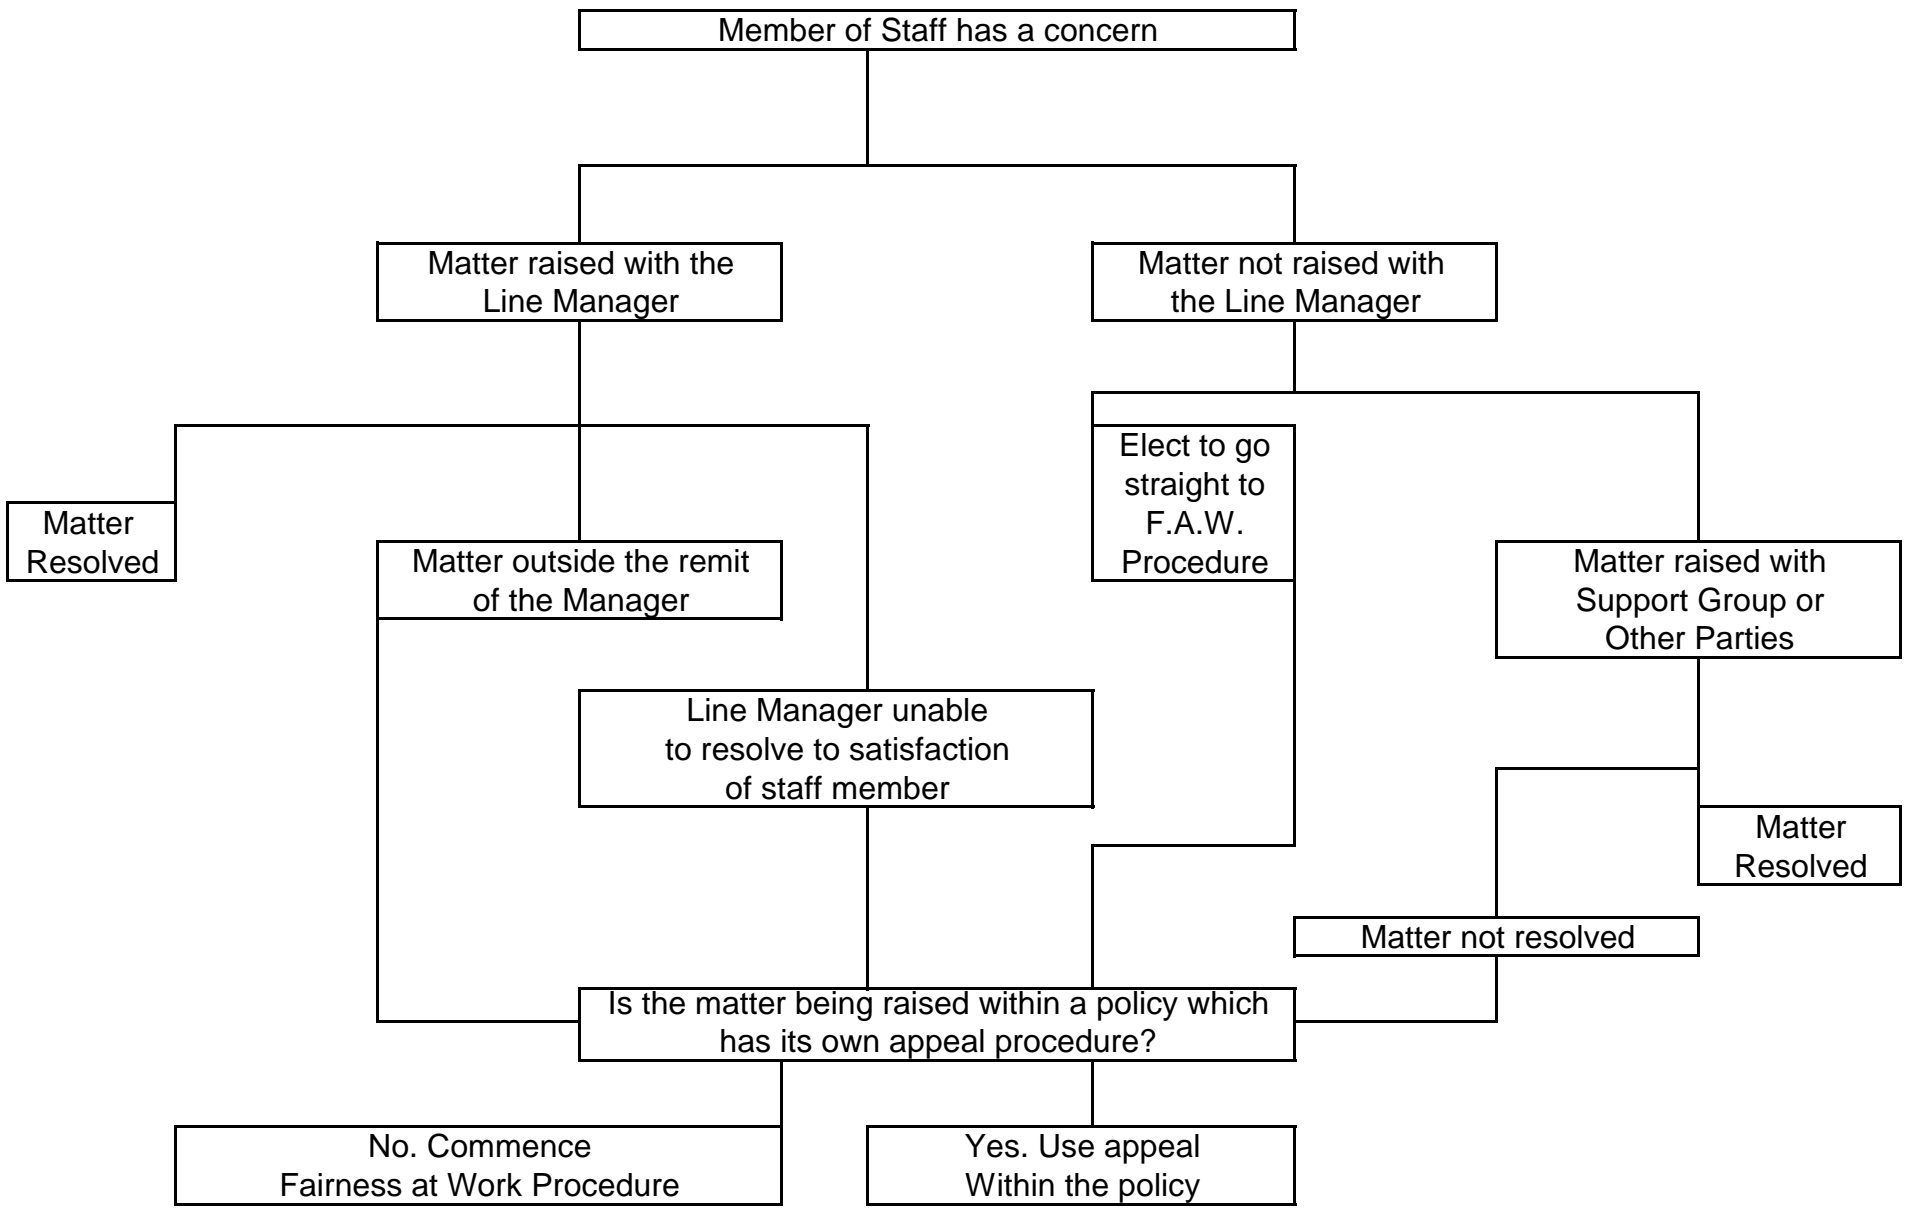 Member of Staff has a concern
Matter raised with the
Line Manager
Matter not raised with
the Line Manager
Matter
Resolved
Matter outside the remit
of the Manager
Elect to go
straight to
F.A.W.
Procedure
Matter raised with
Support Group or
Other Parties
Line Manager unable
to resolve to satisfaction
of staff member
Matter
Resolved
Matter not resolved
Is the matter being raised within a policy which
has its own appeal procedure?
No. Commence
Fairness at Work Procedure
Yes. Use appeal
Within the policy